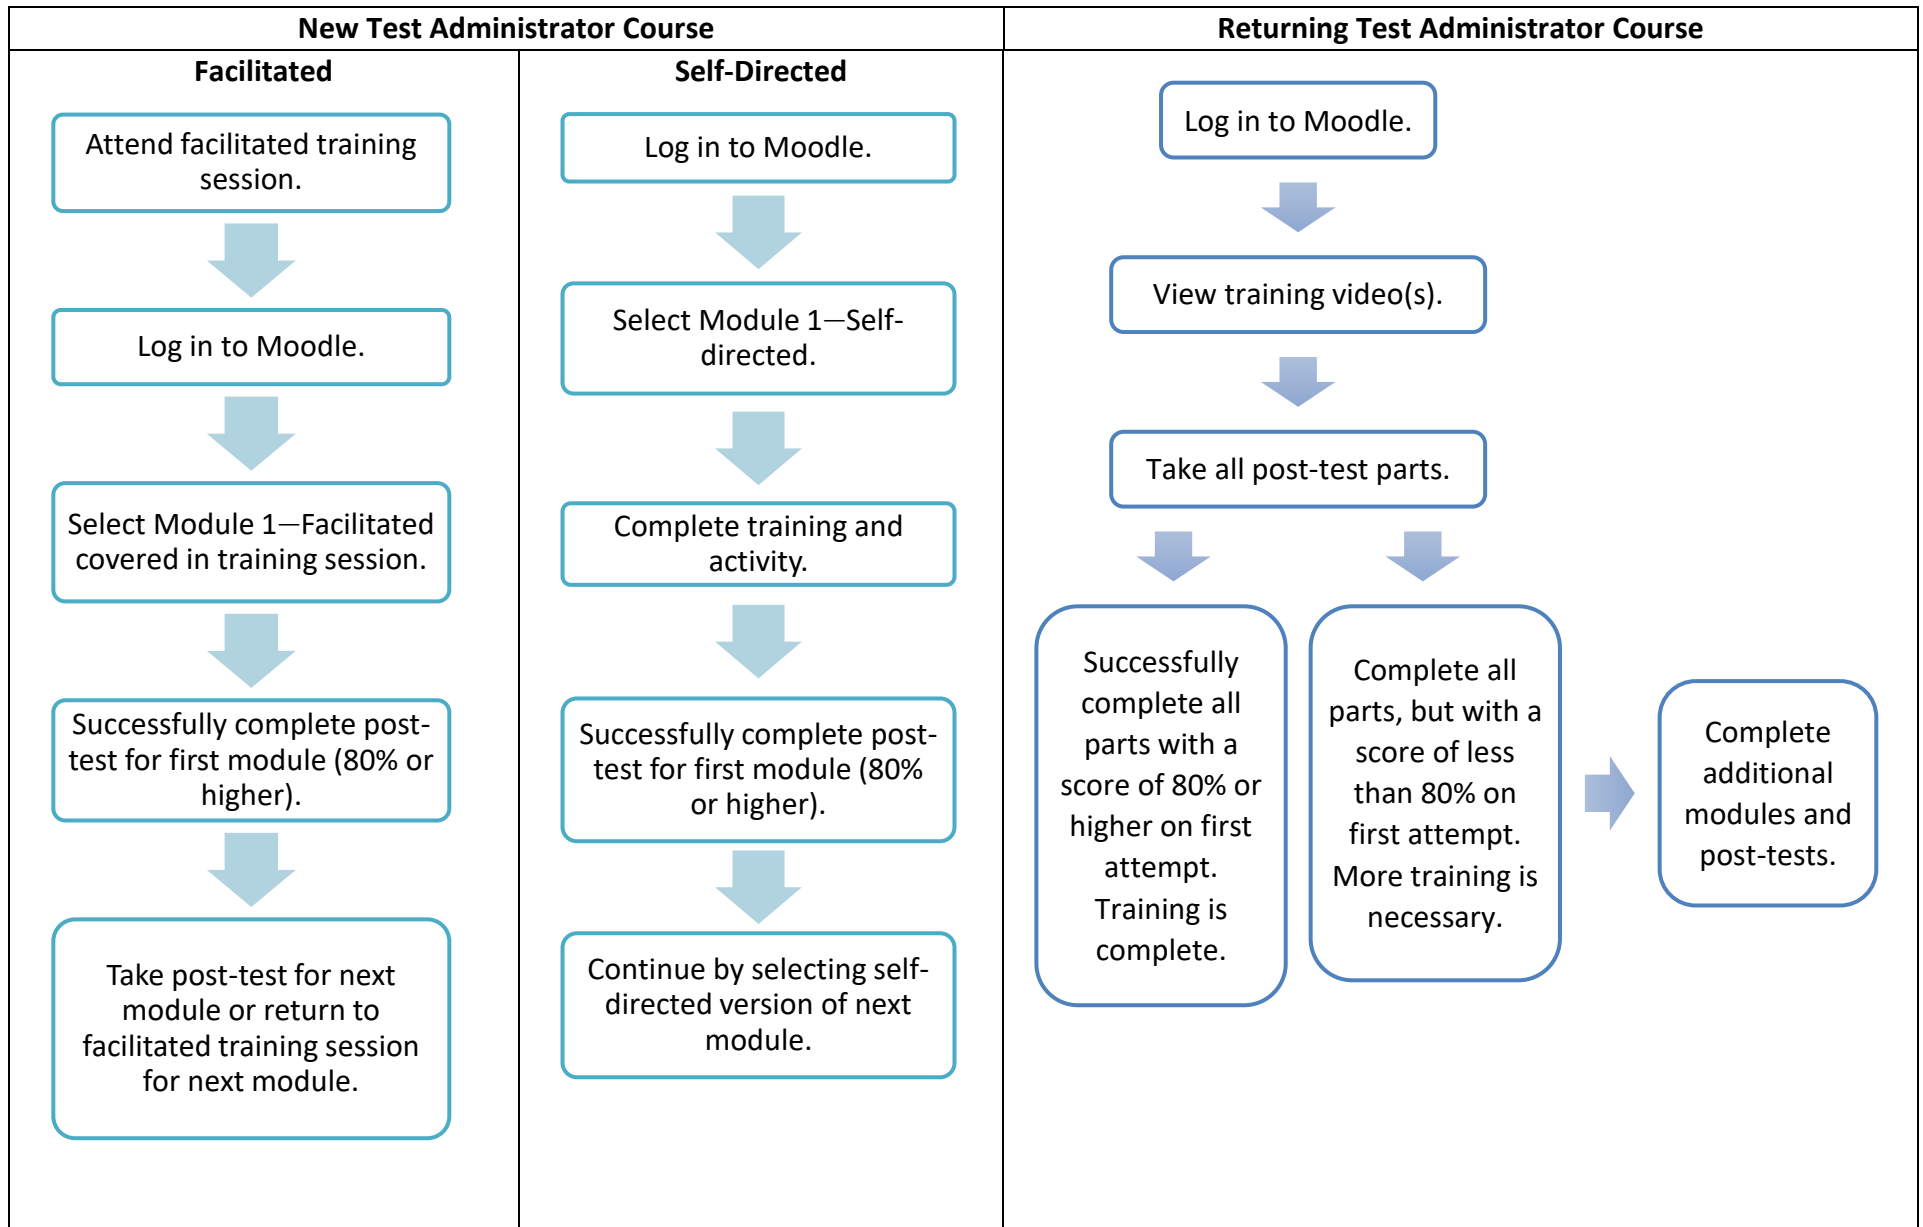 New Test Administrator Course
Returning Test Administrator Course
Facilitated
Attend facilitated training
session.
Log in to Moodle.
Select Module 1—Facilitated
covered in training session.
Successfully complete post-
test for first module (80% or
higher).
Take post-test for next
module or return to
facilitated training session
for next module.
Self-Directed
Log in to Moodle.
Select Module 1—Self-
directed.
Complete training and
activity.
Successfully complete post-
test for first module (80%
or higher).
Continue by selecting self-
directed version of next
module.
Log in to Moodle.
View training video(s).
Take all post-test parts.
Successfully
complete all
parts with a
score of 80% or
higher on first
attempt.
Training is
complete.
Complete all
parts, but with a
score of less
than 80% on
first attempt.
More training is
necessary.
Complete
additional
modules and
post-tests.